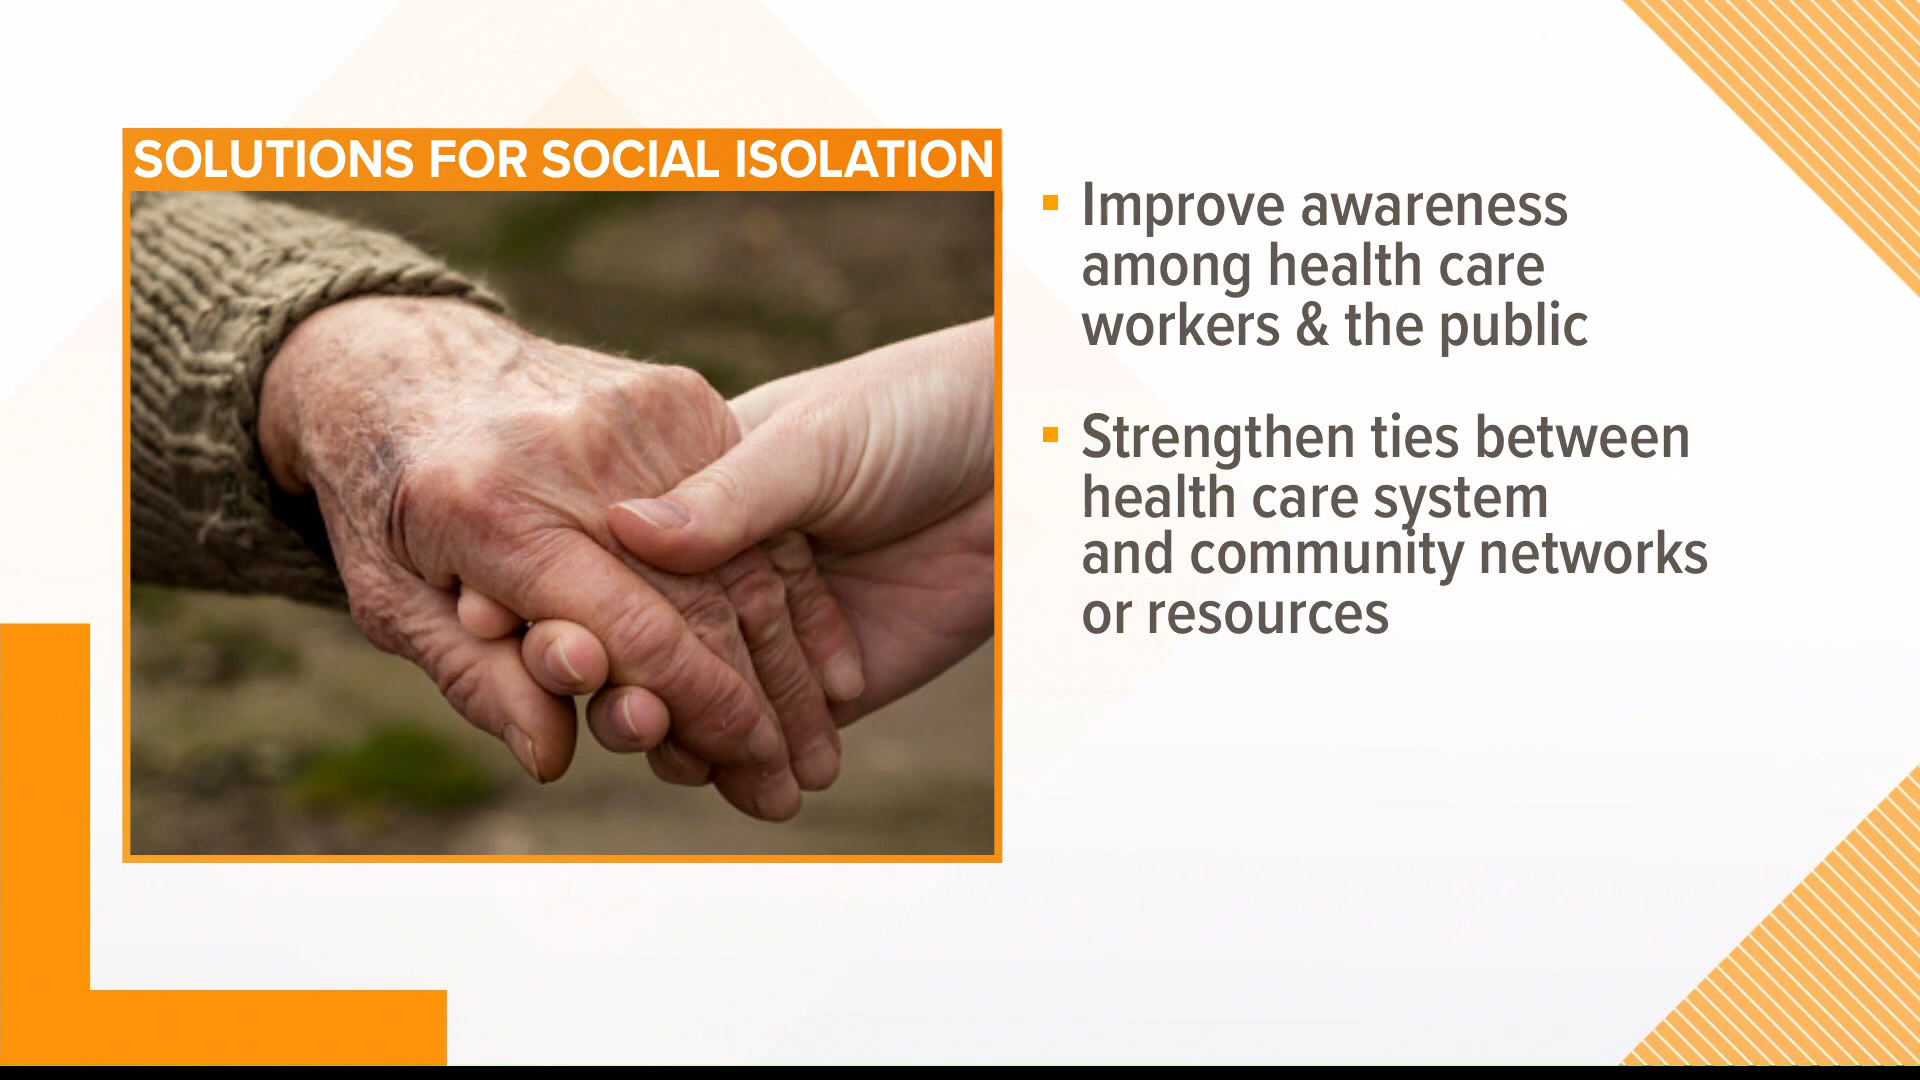 SOLUTIONS FOR SOCIAL ISOLATION
Improve awareness
among health care
workers & the public
Strengthen ties between
health care system
and community networks
or resources